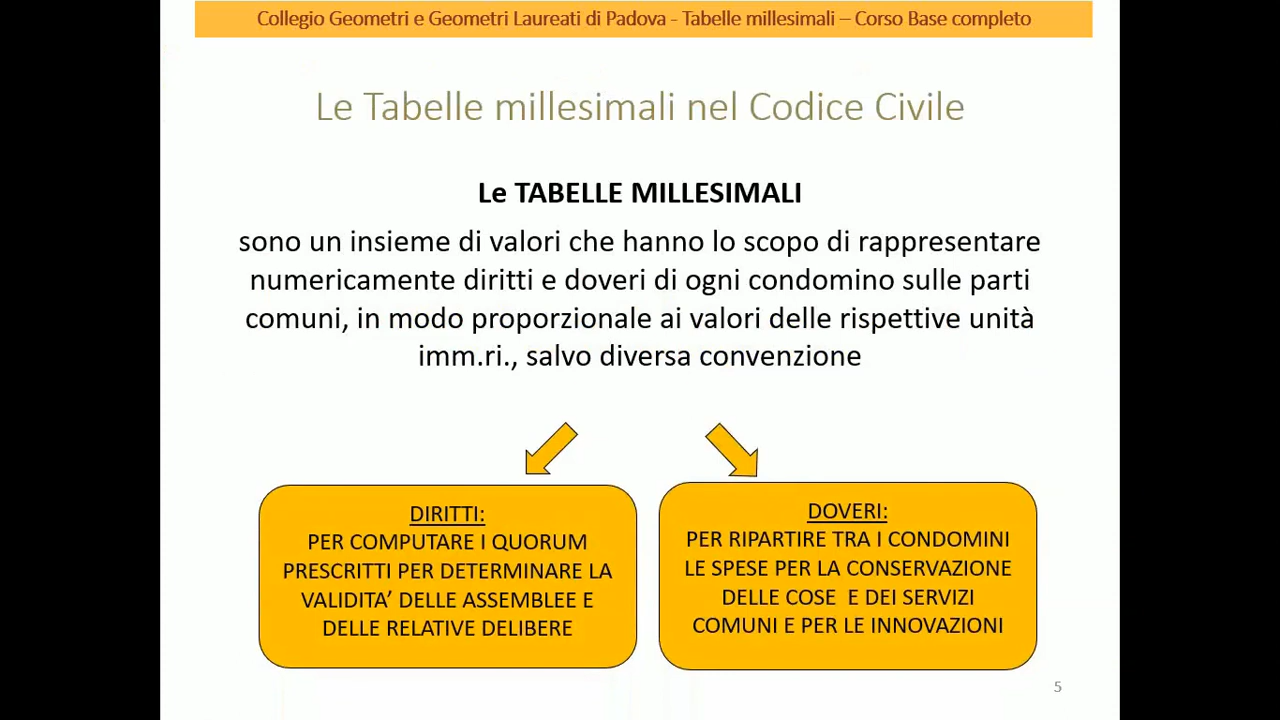 Collegio Geometri e Geometri Laureati di Padova - Tabelle millesimali – Corso Base completo
Le Tabelle millesimali nel Codice Civile
Le TABELLE MILLESIMALI
sono un insieme di valori che hanno lo scopo di rappresentare
numericamente diritti e doveri di ogni condomino sulle parti
comuni, in modo proporzionale ai valori delle rispettive unità
imm.ri., salvo diversa convenzione
DIRITTI:
PER COMPUTARE I QUORUM
PRESCRITTI PER DETERMINARE LA
VALIDITA’ DELLE ASSEMBLEE E
DELLE RELATIVE DELIBERE
DOVERI:
PER RIPARTIRE TRA I CONDOMINI
LE SPESE PER LA CONSERVAZIONE
DELLE COSE E DEI SERVIZI
COMUNI E PER LE INNOVAZIONI
5